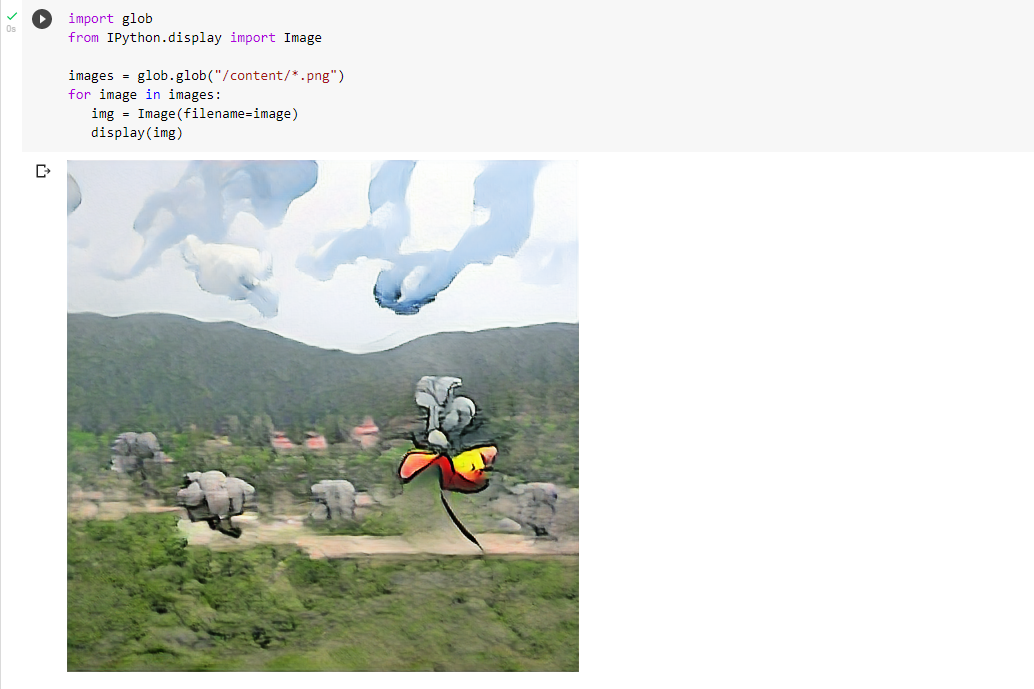 import glob
from IPython.display import Image
images = glob.glob("/content/*.png")
for image in images:
img = Image(filename=image)
display(img)
0s